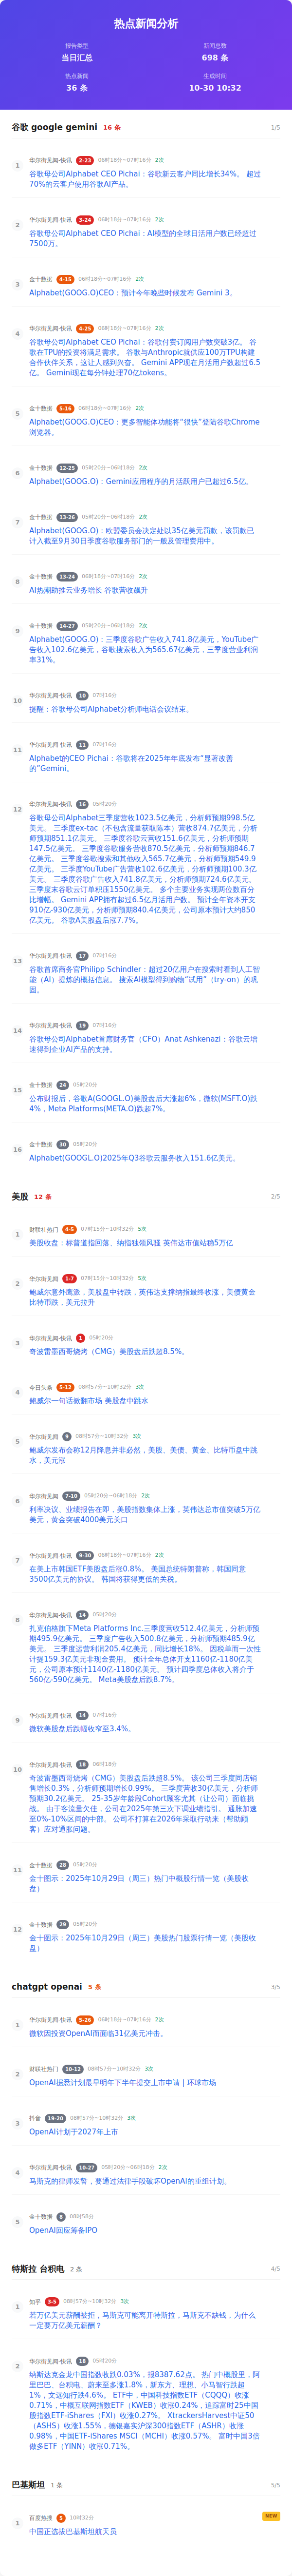 热点新闻分析
报告类型
当日汇总
新闻总数
698 条
热点新闻
36 条
生成时间
10-30 10:32
谷歌 google gemini 16 条 1/5
1 华尔街见闻-快讯 2-23 06时18分~07时16分 2次
谷歌母公司Alphabet CEO Pichai：谷歌新云客户同比增长34%。 超过
70%的云客户使用谷歌AI产品。
2 华尔街见闻-快讯 3-24 06时18分~07时16分 2次
谷歌母公司Alphabet CEO Pichai：AI模型的全球日活用户数已经超过
7500万。
3 金十数据 4-15 06时18分~07时16分 2次
Alphabet(GOOG.O)CEO：预计今年晚些时候发布 Gemini 3。
4 华尔街见闻-快讯 4-25 06时18分~07时16分 2次
谷歌母公司Alphabet CEO Pichai：谷歌付费订阅用户数突破3亿。 谷
歌在TPU的投资将满足需求。 谷歌与Anthropic就供应100万TPU构建
合作伙伴关系，这让人感到兴奋。 Gemini APP现在月活跃用户数超过6.5
亿。 Gemini现在每分钟处理70亿tokens。
5 金十数据 5-16 06时18分~07时16分 2次
Alphabet(GOOG.O)CEO：更多智能体功能将“很快”登陆谷歌Chrome
浏览器。
6 金十数据 12-25 05时20分~06时18分 2次
Alphabet(GOOG.O)：Gemini应用程序的月活跃用户已超过6.5亿。
7 金十数据 13-26 05时20分~06时18分 2次
Alphabet(GOOG.O)：欧盟委员会决定处以35亿美元罚款，该罚款已
计入截至9月30日季度谷歌服务部门的一般及管理费用中。
8 金十数据 13-24 06时18分~07时16分 2次
AI热潮助推云业务增长 谷歌营收飙升
9 金十数据 14-27 05时20分~06时18分 2次
Alphabet(GOOG.O)：三季度谷歌广告收入741.8亿美元，YouTube广
告收入102.6亿美元，谷歌搜索收入为565.67亿美元，三季度营业利润
率31%。
10 华尔街见闻-快讯 10 07时16分
提醒：谷歌母公司Alphabet分析师电话会议结束。
11 华尔街见闻-快讯 11 07时16分
Alphabet的CEO Pichai：谷歌将在2025年年底发布“显著改善
的”Gemini。
12 华尔街见闻-快讯 16 05时20分
谷歌母公司Alphabet三季度营收1023.5亿美元，分析师预期998.5亿
美元。 三季度ex-tac（不包含流量获取陈本）营收874.7亿美元，分析
师预期851.1亿美元。 三季度谷歌云营收151.6亿美元，分析师预期
147.5亿美元。 三季度谷歌服务营收870.5亿美元，分析师预期846.7
亿美元。 三季度谷歌搜索和其他收入565.7亿美元，分析师预期549.9
亿美元。 三季度YouTube广告营收102.6亿美元，分析师预期100.3亿
美元。 三季度谷歌广告收入741.8亿美元，分析师预期724.6亿美元。
三季度末谷歌云订单积压1550亿美元。 多个主要业务实现两位数百分
比增幅。 Gemini APP拥有超过6.5亿月活用户数。 预计全年资本开支
910亿-930亿美元，分析师预期840.4亿美元，公司原本预计大约850
亿美元。 谷歌A美股盘后涨7.7%。
13 华尔街见闻-快讯 17 07时16分
谷歌首席商务官Philipp Schindler：超过20亿用户在搜索时看到人工智
能（AI）提炼的概括信息。 搜索AI模型得到购物“试用”（try-on）的巩
固。
14 华尔街见闻-快讯 19 07时16分
谷歌母公司Alphabet首席财务官（CFO）Anat Ashkenazi：谷歌云增
速得到企业AI产品的支持。
15 金十数据 24 05时20分
公布财报后，谷歌A(GOOGL.O)美股盘后大涨超6%，微软(MSFT.O)跌
4%，Meta Platforms(META.O)跌超7%。
16 金十数据 30 05时20分
Alphabet(GOOGL.O)2025年Q3谷歌云服务收入151.6亿美元。
美股 12 条 2/5
1 财联社热门 4-5 07时15分~10时32分 5次
美股收盘：标普道指回落、纳指独领风骚 英伟达市值站稳5万亿
2 华尔街见闻 1-7 07时15分~10时32分 5次
鲍威尔意外鹰派，美股盘中转跌，英伟达支撑纳指最终收涨，美债黄金
比特币跌，美元拉升
3 华尔街见闻-快讯 1 05时20分
奇波雷墨西哥烧烤（CMG）美股盘后跌超8.5%。
4 今日头条 5-12 08时57分~10时32分 3次
鲍威尔一句话掀翻市场 美股盘中跳水
5 华尔街见闻 9 08时57分~10时32分 3次
鲍威尔发布会称12月降息并非必然，美股、美债、黄金、比特币盘中跳
水，美元涨
6 华尔街见闻 7-10 05时20分~06时18分 2次
利率决议、业绩报告在即，美股指数集体上涨，英伟达总市值突破5万亿
美元，黄金突破4000美元关口
7 华尔街见闻-快讯 9-30 06时18分~07时16分 2次
在美上市韩国ETF美股盘后涨0.8%。 美国总统特朗普称，韩国同意
3500亿美元的协议。 韩国将获得更低的关税。
8 华尔街见闻-快讯 14 05时20分
扎克伯格旗下Meta Platforms Inc.三季度营收512.4亿美元，分析师预
期495.9亿美元。 三季度广告收入500.8亿美元，分析师预期485.9亿
美元。 三季度运营利润205.4亿美元，同比增长18%。 因税单而一次性
计提159.3亿美元非现金费用。 预计全年总体开支1160亿-1180亿美
元，公司原本预计1140亿-1180亿美元。 预计四季度总体收入将介于
560亿-590亿美元。 Meta美股盘后跌8.7%。
9 华尔街见闻-快讯 14 07时16分
微软美股盘后跌幅收窄至3.4%。
10 华尔街见闻-快讯 18 06时18分
奇波雷墨西哥烧烤（CMG）美股盘后跌超8.5%。 该公司三季度同店销
售增长0.3%，分析师预期增长0.99%。 三季度营收30亿美元，分析师
预期30.2亿美元。 25-35岁年龄段Cohort顾客尤其（让公司）面临挑
战。 由于客流量欠佳，公司在2025年第三次下调业绩指引。 通胀加速
至0%-10%区间的中部。 公司不打算在2026年采取行动来（帮助顾
客）应对通胀问题。
11 金十数据 28 05时20分
金十图示：2025年10月29日（周三）热门中概股行情一览（美股收
盘）
12 金十数据 29 05时20分
金十图示：2025年10月29日（周三）美股热门股票行情一览（美股收
盘）
chatgpt openai 5 条 3/5
1 华尔街见闻-快讯 5-26 06时18分~07时16分 2次
微软因投资OpenAI而面临31亿美元冲击。
2 财联社热门 10-12 08时57分~10时32分 3次
OpenAI据悉计划最早明年下半年提交上市申请 | 环球市场
3 抖音 19-20 08时57分~10时32分 3次
OpenAI计划于2027年上市
4 华尔街见闻-快讯 10-27 05时20分~06时18分 2次
马斯克的律师发誓，要通过法律手段破坏OpenAI的重组计划。
5 金十数据 8 08时58分
OpenAI回应筹备IPO
特斯拉 台积电 2 条 4/5
1 知乎 3-5 08时57分~10时32分 3次
若万亿美元薪酬被拒，马斯克可能离开特斯拉，马斯克不缺钱，为什么
一定要万亿美元薪酬？
2 华尔街见闻-快讯 18 05时20分
纳斯达克金龙中国指数收跌0.03%，报8387.62点。 热门中概股里，阿
里巴巴、台积电、蔚来至多涨1.8%，新东方、理想、小马智行跌超
1%，文远知行跌4.6%。 ETF中，中国科技指数ETF（CQQQ）收涨
0.71%，中概互联网指数ETF（KWEB）收涨0.24%，追踪富时25中国
股指数ETF-iShares（FXI）收涨0.27%。 XtrackersHarvest中证50
（ASHS）收涨1.55%，德银嘉实沪深300指数ETF（ASHR）收涨
0.98%，中国ETF-iShares MSCI（MCHI）收涨0.57%。 富时中国3倍
做多ETF（YINN）收涨0.71%。
巴基斯坦 1 条 5/5
1 百度热搜 5 10时32分 NEW
中国正选拔巴基斯坦航天员